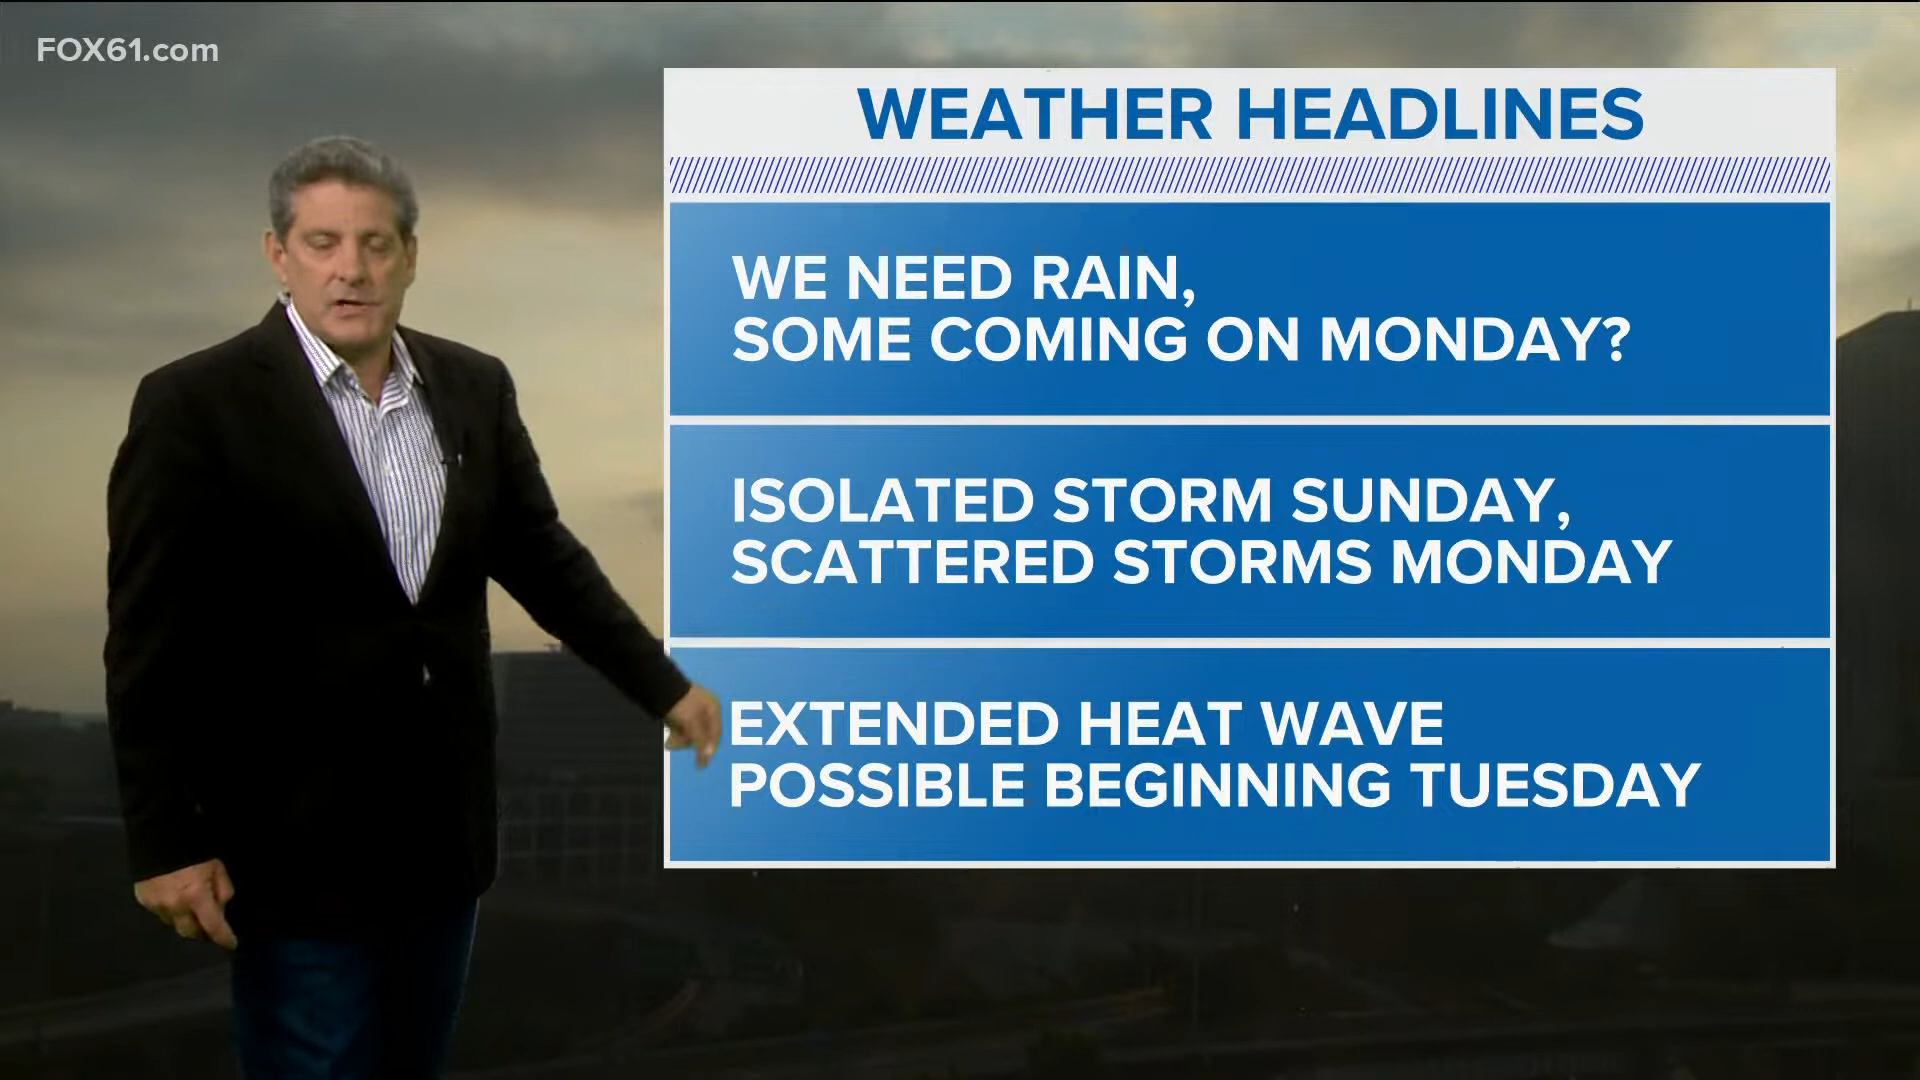 FOX61.com
WEATHER HEADLINES
WE NEED RAIN,
SOME COMING ON MONDAY?
ISOLATED STORM SUNDAY,
SCATTERED STORMS MONDAY
EXTENDED HEAT WAVE
POSSIBLE BEGINNING TUESDAY